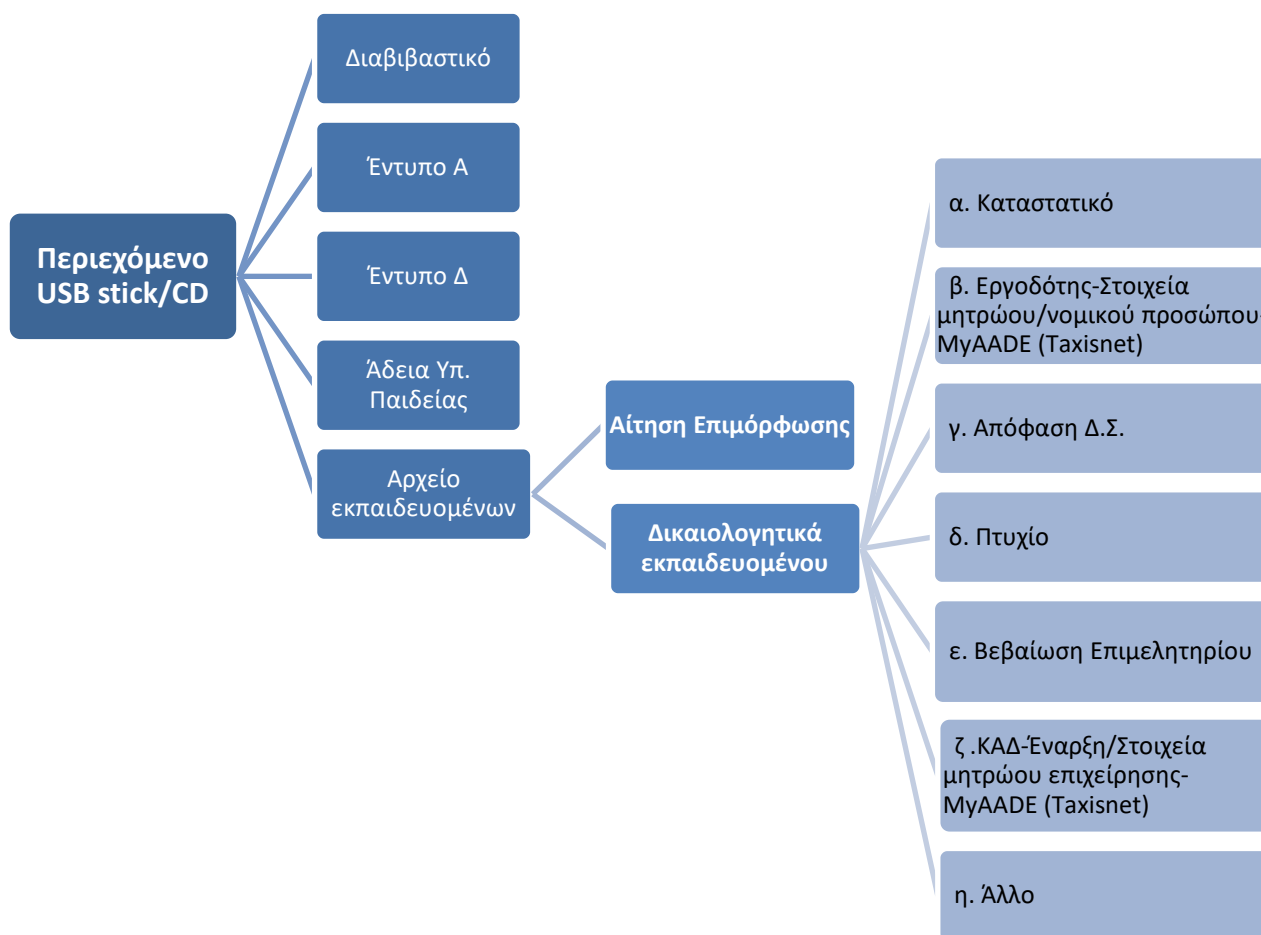 Περιεχόμενο
USB stick/CD
Διαβιβαστικό
Έντυπο Α
Έντυπο Δ
Άδεια Υπ.
Παιδείας
Αρχείο
εκπαιδευομένων
Αίτηση Επιμόρφωσης
Δικαιολογητικά
εκπαιδευομένου
α. Καταστατικό
β. Εργοδότης-Στοιχεία
μητρώου/νομικού προσώπου-
MyAADE (Taxisnet)
γ. Απόφαση Δ.Σ.
δ. Πτυχίο
ε. Βεβαίωση Επιμελητηρίου
ζ .ΚΑΔ-Έναρξη/Στοιχεία
μητρώου επιχείρησης-
MyAADE (Taxisnet)
η. Άλλο